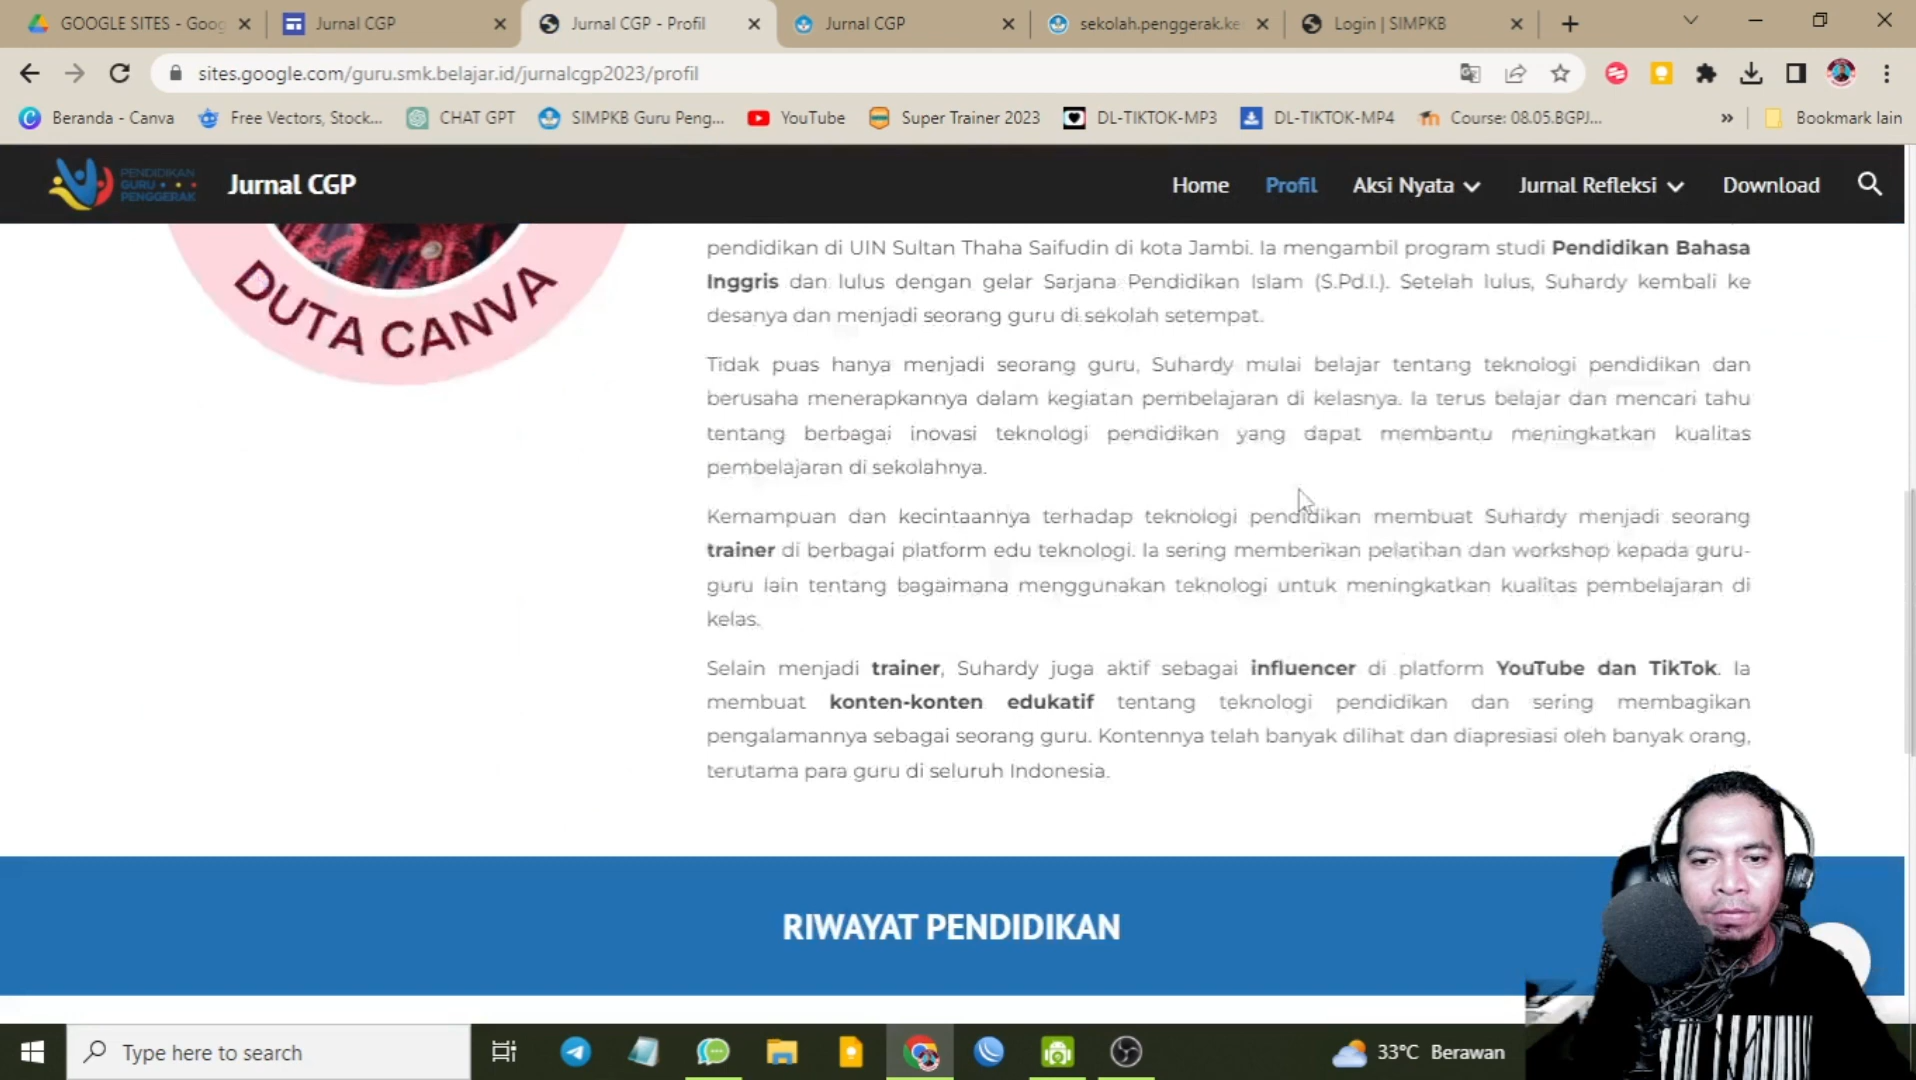 GOOGLE SITES - Goog
Jurnal CGP
Jurnal CGP - Profil
Jurnal CGP
sekolah.penggerak.ke
Login | SIMPKB
sites.google.com/guru.smk.belajar.id/jurnalcgp2023/profil
Beranda - Canva
Free Vectors, Stock...
CHAT GPT
SIMPKB Guru Peng...
YouTube
Super Trainer 2023
DL-TIKTOK-MP3
DL-TIKTOK-MP4
Course: 08.05.BGPJ...
»
Bookmark lain
PENDIDIKAN
GURU
PENGGERAK
Jurnal CGP
Home
Profil
Aksi Nyata
Jurnal Refleksi
Download
DUTA CANVA
pendidikan di UIN Sultan Thaha Saifudin di kota Jambi. Ia mengambil program studi Pendidikan Bahasa
Inggris dan lulus dengan gelar Sarjana Pendidikan Islam (S.Pd.I.). Setelah lulus, Suhardy kembali ke
desanya dan menjadi seorang guru di sekolah setempat.
Tidak puas hanya menjadi seorang guru, Suhardy mulai belajar tentang teknologi pendidikan dan
berusaha menerapkannya dalam kegiatan pembelajaran di kelasnya. Ia terus belajar dan mencari tahu
tentang berbagai inovasi teknologi pendidikan yang dapat membantu meningkatkan kualitas
pembelajaran di sekolahnya.
Kemampuan dan kecintaannya terhadap teknologi pendidikan membuat Suhardy menjadi seorang
trainer di berbagai platform edu teknologi. Ia sering memberikan pelatihan dan workshop kepada guru-
guru lain tentang bagaimana menggunakan teknologi untuk meningkatkan kualitas pembelajaran di
kelas.
Selain menjadi trainer, Suhardy juga aktif sebagai influencer di platform YouTube dan TikTok. Ia
membuat konten-konten edukatif tentang teknologi pendidikan dan sering membagikan
pengalamannya sebagai seorang guru. Kontennya telah banyak dilihat dan diapresiasi oleh banyak orang,
terutama para guru di seluruh Indonesia.
RIWAYAT PENDIDIKAN
Type here to search
33°C Berawan